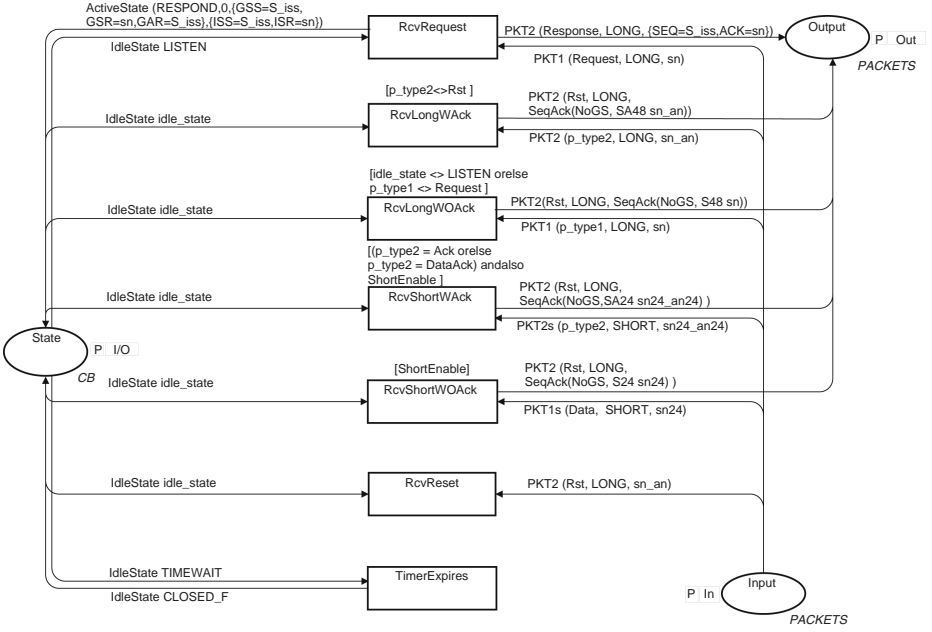 ActiveState (RESPOND,0,{GSS=S_iss,
GSR=sn,GAR=S_iss},{ISS=S_iss,ISR=sn})
IdleState LISTEN
RcvRequest
PKT2 (Response, LONG, {SEQ=S_iss,ACK=sn})
PKT1 (Request, LONG, sn)
Output
P Out
PACKETS
[p_type2<>Rst ]
IdleState idle_state
RcvLongWAck
PKT2 (Rst, LONG,
SeqAck(NoGS, SA48 sn_an))
PKT2 (p_type2, LONG, sn_an)
[idle_state <> LISTEN orelse
p_type1 <> Request ]
IdleState idle_state
RcvLongWOAck
PKT2(Rst, LONG, SeqAck(NoGS, S48 sn))
PKT1 (p_type1, LONG, sn)
[(p_type2 = Ack orelse
p_type2 = DataAck) andalso
ShortEnable ]
IdleState idle_state
RcvShortWAck
PKT2 (Rst, LONG,
SeqAck(NoGS,SA24 sn24_an24) )
PKT2s (p_type2, SHORT, sn24_an24)
State
P I/O
CB
[ShortEnable]
IdleState idle_state
RcvShortWOAck
PKT2 (Rst, LONG,
SeqAck(NoGS, S24 sn24) )
PKT1s (Data, SHORT, sn24)
IdleState idle_state
RcvReset
PKT2 (Rst, LONG, sn_an)
IdleState TIMEWAIT
IdleState CLOSED_F
TimerExpires
P In
Input
PACKETS